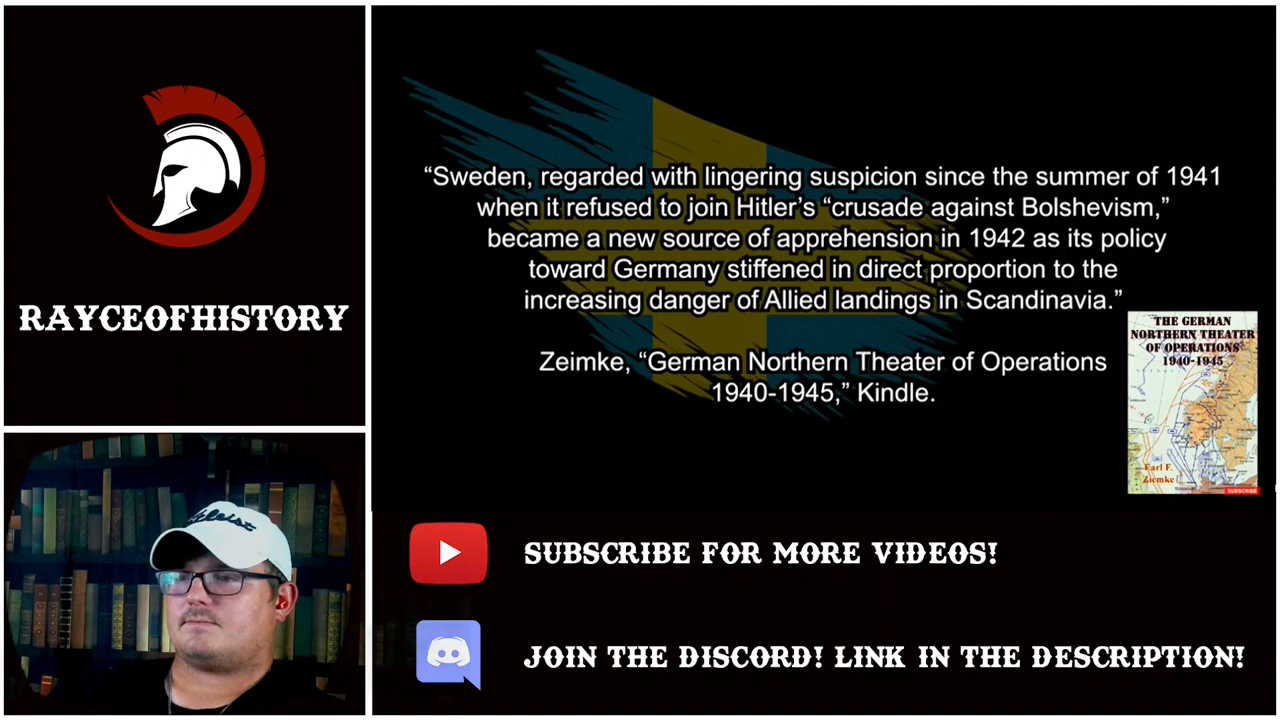 RAYCEOFHISTORY
“Sweden, regarded with lingering suspicion since the summer of 1941
when it refused to join Hitler’s “crusade against Bolshevism,”
became a new source of apprehension in 1942 as its policy
toward Germany stiffened in direct proportion to the
increasing danger of Allied landings in Scandinavia.”
Zeimke, “German Northern Theater of Operations
1940-1945,” Kindle.
THE GERMAN
NORTHERN THEATER
OF OPERATIONS
1940-1945
Earl F.
Ziemke
SUBSCRIBE
Titleist
SUBSCRIBE FOR MORE VIDEOS!
JOIN THE DISCORD! LINK IN THE DESCRIPTION!